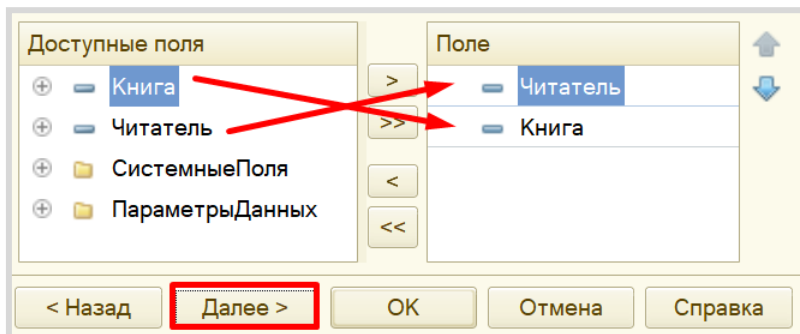 Доступные поля
Книга
Читатель
СистемныеПоля
ПараметрыДанных
>
>>
<
<<
Поле
Читатель
Книга
< Назад Далее > OK Отмена Справка